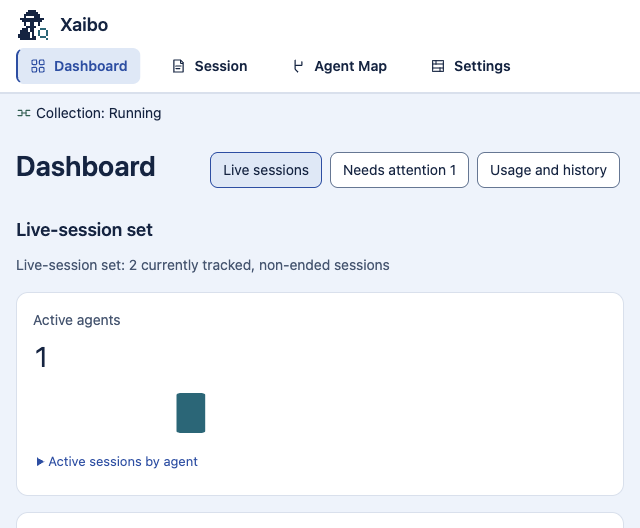 Xaibo
Dashboard
Session
Agent Map
Settings
Collection: Running
Dashboard
Live sessions
Needs attention 1
Usage and history
Live-session set
Live-session set: 2 currently tracked, non-ended sessions
Active agents
1
Active sessions by agent